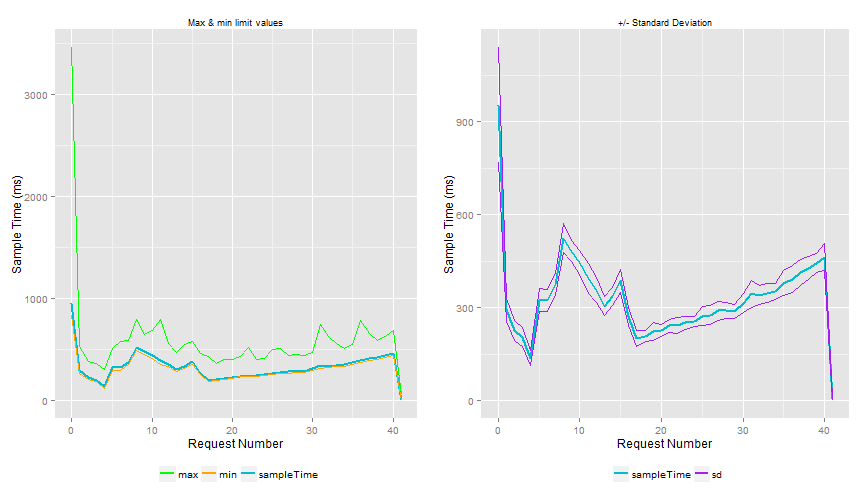 Max & min limit values
Sample Time (ms)
3000
2000
1000
0
0
10
20
30
40
Request Number
max
min
sampleTime
+/- Standard Deviation
Sample Time (ms)
900
600
300
0
0
10
20
30
40
Request Number
sampleTime
sd